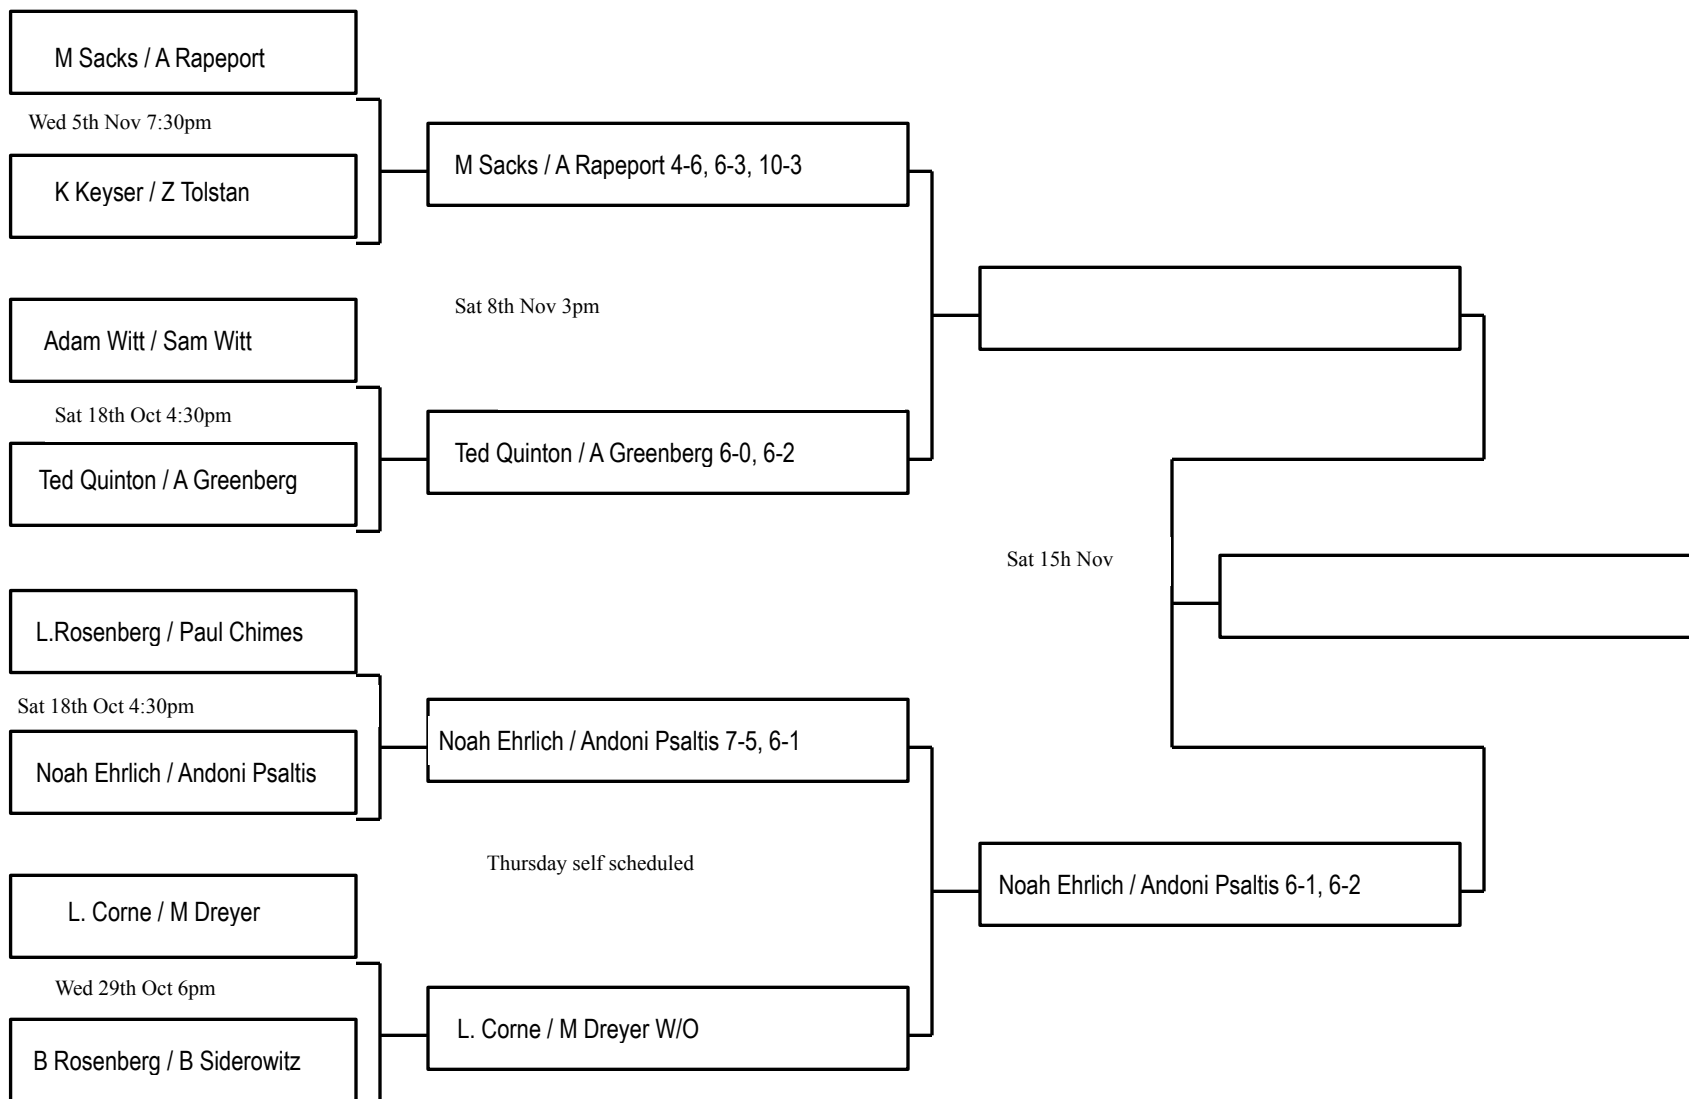 M Sacks / A Rapeport
Wed 5th Nov 7:30pm
K Keyser / Z Tolstan
M Sacks / A Rapeport 4-6, 6-3, 10-3
Sat 8th Nov 3pm
Adam Witt / Sam Witt
Sat 18th Oct 4:30pm
Ted Quinton / A Greenberg
Ted Quinton / A Greenberg 6-0, 6-2
Sat 15h Nov
L.Rosenberg / Paul Chimes
Sat 18th Oct 4:30pm
Noah Ehrlich / Andoni Psaltis
Noah Ehrlich / Andoni Psaltis 7-5, 6-1
Thursday self scheduled
Noah Ehrlich / Andoni Psaltis 6-1, 6-2
L. Corne / M Dreyer
Wed 29th Oct 6pm
B Rosenberg / B Siderowitz
L. Corne / M Dreyer W/O